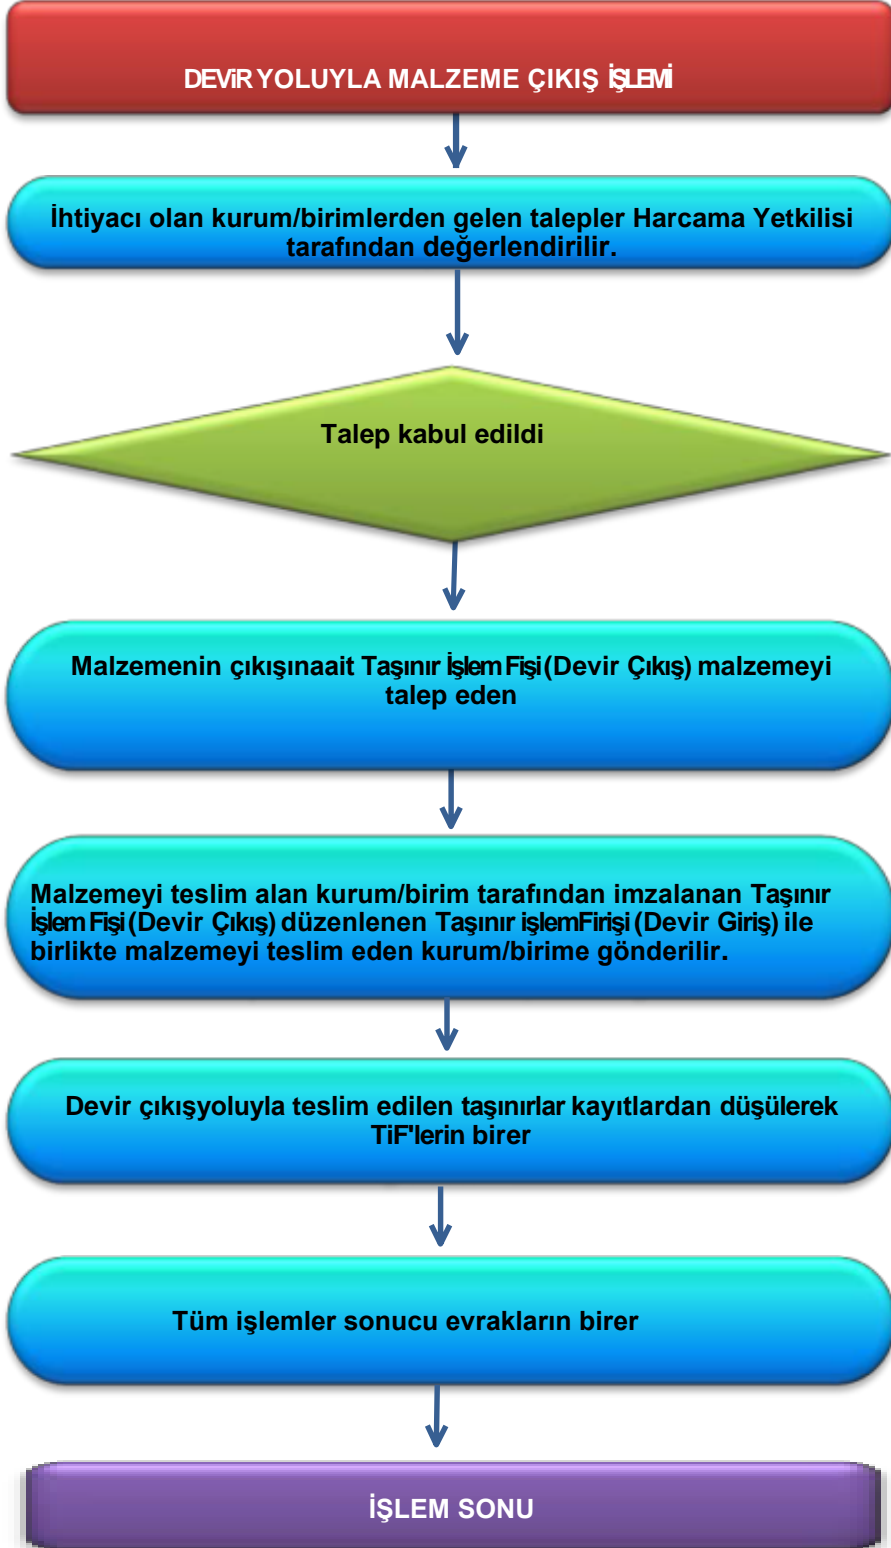 DEViR YOLUYLA MALZEME ÇIKIŞ İŞLEMİ
İhtiyacı olan kurum/birimlerden gelen talepler Harcama Yetkilisi
tarafından değerlendirilir.
Talep kabul edildi
Malzemenin çıkışınaait Taşınır İşlem Fişi (Devir Çıkış) malzemeyi
talep eden
Malzemeyi teslim alan kurum/birim tarafından imzalanan Taşınır
İşlem Fişi (Devir Çıkış) düzenlenen Taşınır işlemFirişi (Devir Giriş) ile
birlikte malzemeyi teslim eden kurum/birime gönderilir.
Devir çıkışyoluyla teslim edilen taşınırlar kayıtlardan düşülerek
TiF'lerin birer
Tüm işlemler sonucu evrakların birer
İŞLEM SONU